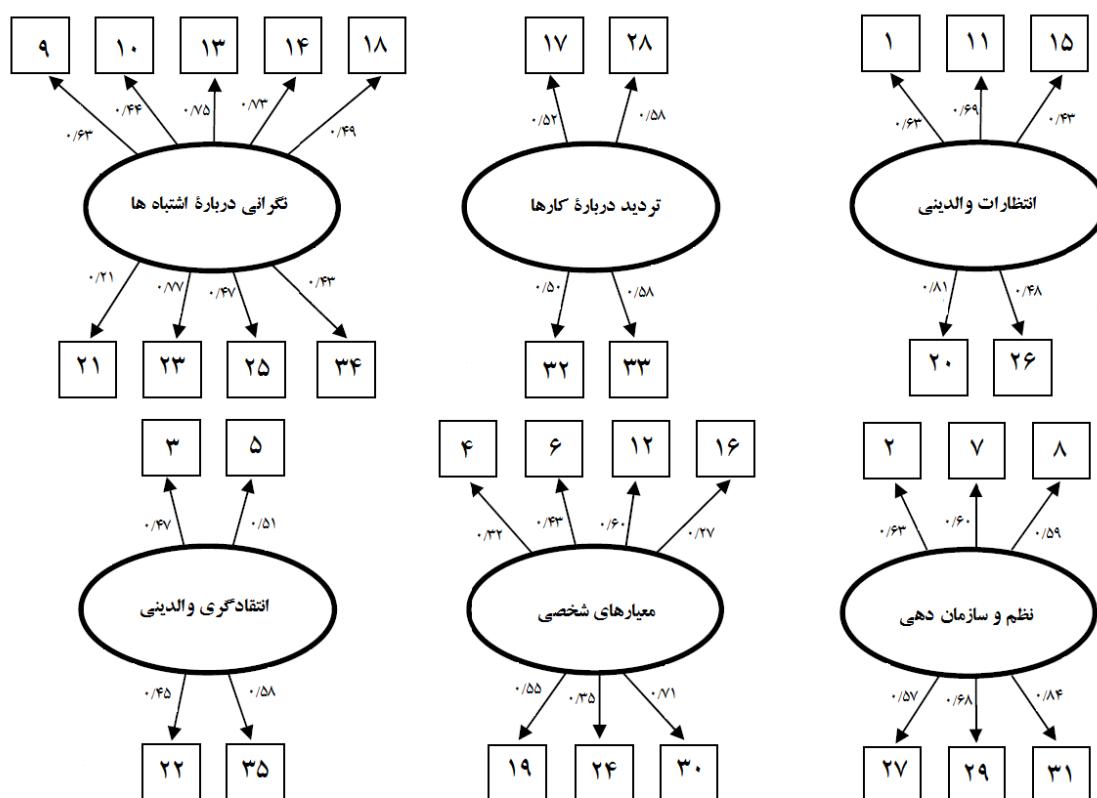 ۹ ۱۰ ۱۳ ۱۴ ۱۸
۰/۶۳ ۰/۴۴ ۰/۷۵ ۰/۷۳ ۰/۴۹
نگرانی دربارهٔ اشتباه ها
۰/۲۱ ۰/۷۷ ۰/۴۷ ۰/۴۳
۲۱ ۲۳ ۲۵ ۳۴
۱۷ ۲۸
۰/۵۲ ۰/۵۸
تردید دربارهٔ کارها
۰/۵۰ ۰/۵۸
۳۲ ۳۳
۱ ۱۱ ۱۵
۰/۶۳ ۰/۶۹ ۰/۴۳
انتظارات والدینی
۰/۸۱ ۰/۴۸
۲۰ ۲۶
۳ ۵
۰/۴۷ ۰/۵۱
انتقادگری والدینی
۰/۴۵ ۰/۵۸
۲۲ ۳۵
۴ ۶ ۱۲ ۱۶
۰/۳۲ ۰/۴۳ ۰/۶۰ ۰/۲۷
معیارهای شخصی
۰/۵۵ ۰/۳۵ ۰/۷۱
۱۹ ۲۴ ۳۰
۲ ۷ ۸
۰/۶۳ ۰/۶۰ ۰/۵۹
نظم و سازمان دهی
۰/۵۷ ۰/۶۸ ۰/۸۴
۲۷ ۲۹ ۳۱